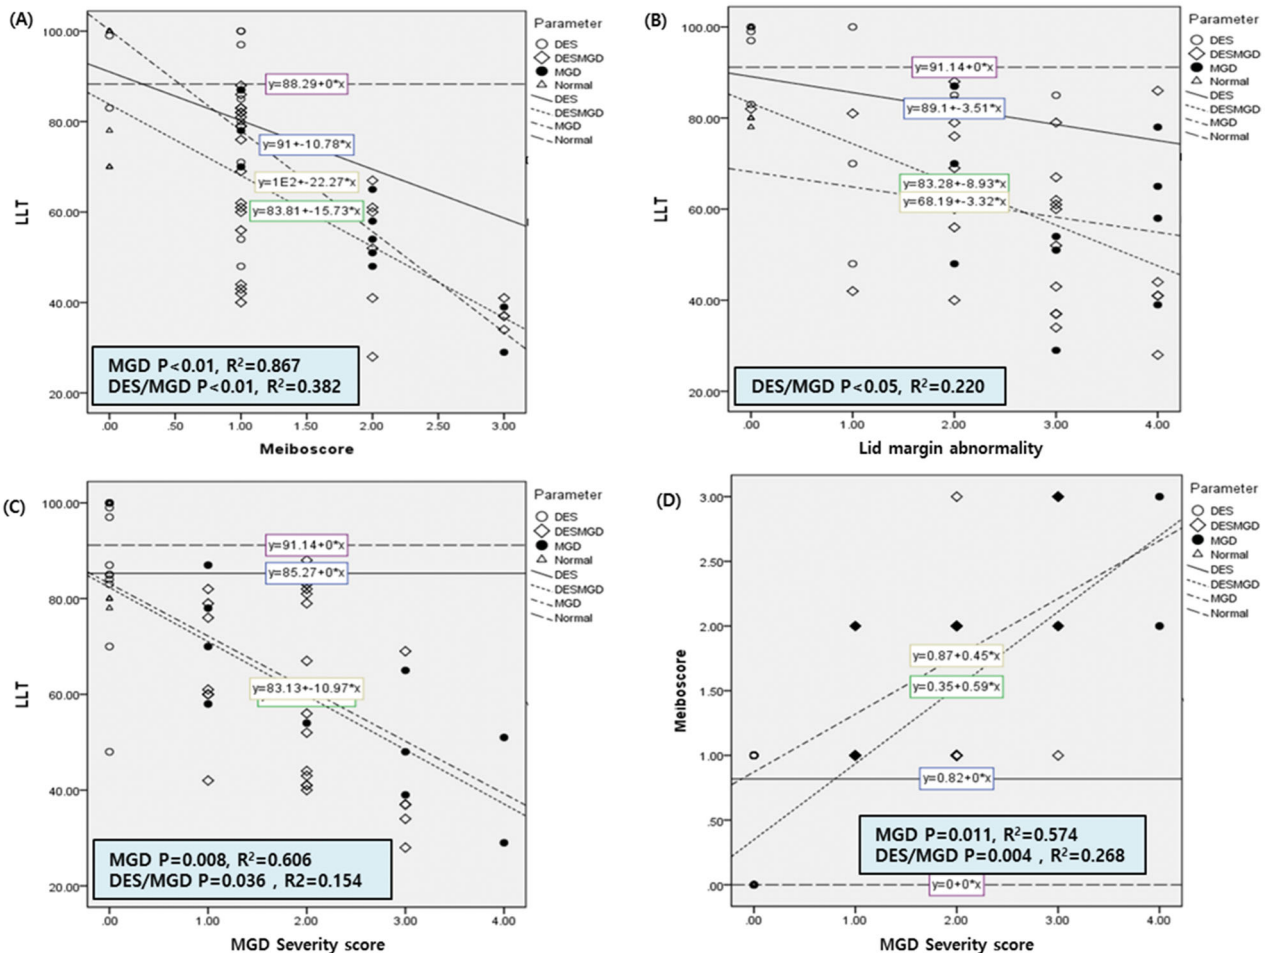 (A)
LLT
100.00
80.00
60.00
40.00
20.00
y=88.29+0*x
y=91+-10.78*x
y=1E2+-22.27*x
y=83.81+-15.73*x
MGD P<0.01, R²=0.867
DES/MGD P<0.01, R²=0.382
.00 .50 1.00 1.50 2.00 2.50 3.00
Meiboscore
Parameter
DES
DESMGD
MGD
Normal
DES
DESMGD
MGD
Normal
(B)
LLT
100.00
80.00
60.00
40.00
20.00
y=91.14+0*x
y=89.1+-3.51*x
y=83.28+-8.93*x
y=68.19+-3.32*x
DES/MGD P<0.05, R²=0.220
.00 1.00 2.00 3.00 4.00
Lid margin abnormality
Parameter
DES
DESMGD
MGD
Normal
DES
DESMGD
MGD
Normal
(C)
LLT
100.00
80.00
60.00
40.00
20.00
y=91.14+0*x
y=85.27+0*x
y=83.13+-10.97*x
MGD P=0.008, R²=0.606
DES/MGD P=0.036 , R2=0.154
.00 1.00 2.00 3.00 4.00
MGD Severity score
Parameter
DES
DESMGD
MGD
Normal
DES
DESMGD
MGD
Normal
(D)
Meiboscore
3.00
2.50
2.00
1.50
1.00
.50
.00
y=0.87+0.45*x
y=0.35+0.59*x
y=0.82+0*x
MGD P=0.011, R²=0.574
DES/MGD P=0.004 , R²=0.268
y=0+0*x
.00 1.00 2.00 3.00 4.00
MGD Severity score
Parameter
DES
DESMGD
MGD
Normal
DES
DESMGD
MGD
Normal